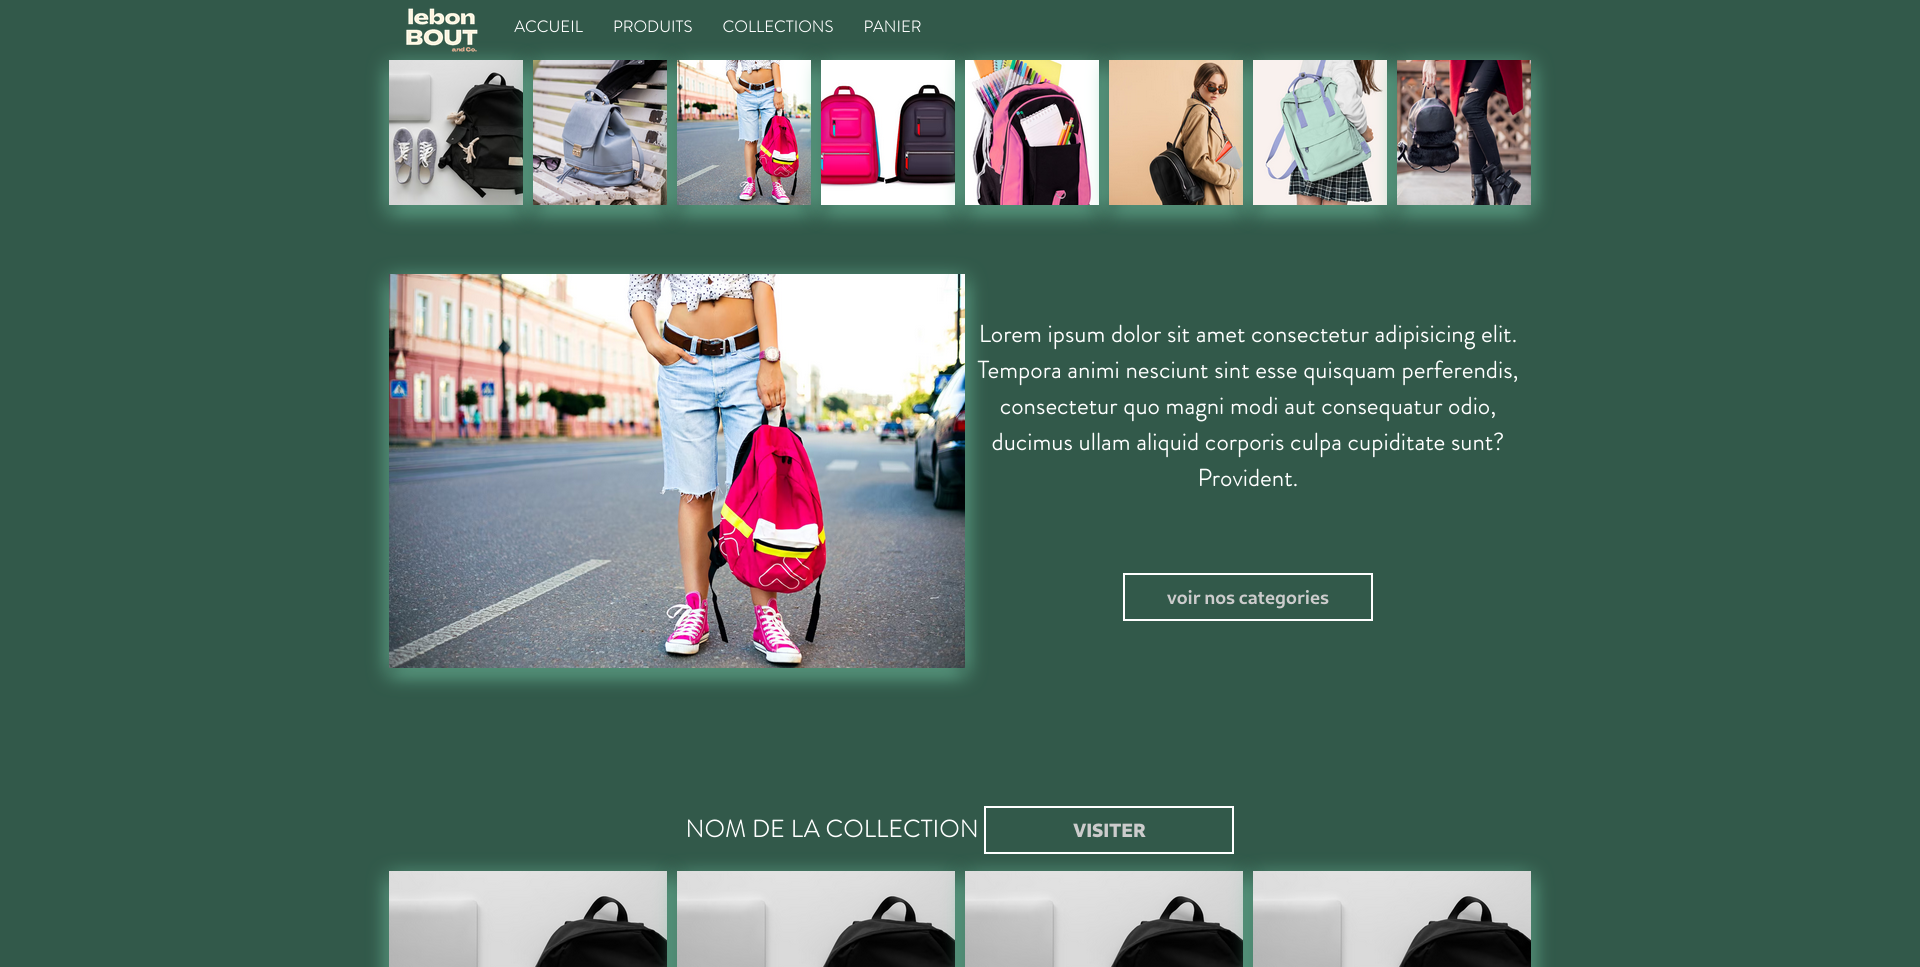 lebon
BOUT
and Co.
ACCUEIL PRODUITS COLLECTIONS PANIER
Lorem ipsum dolor sit amet consectetur adipisicing elit.
Tempora animi nesciunt sint esse quisquam perferendis,
consectetur quo magni modi aut consequatur odio,
ducimus ullam aliquid corporis culpa cupiditate sunt?
Provident.
voir nos categories
NOM DE LA COLLECTION VISITER